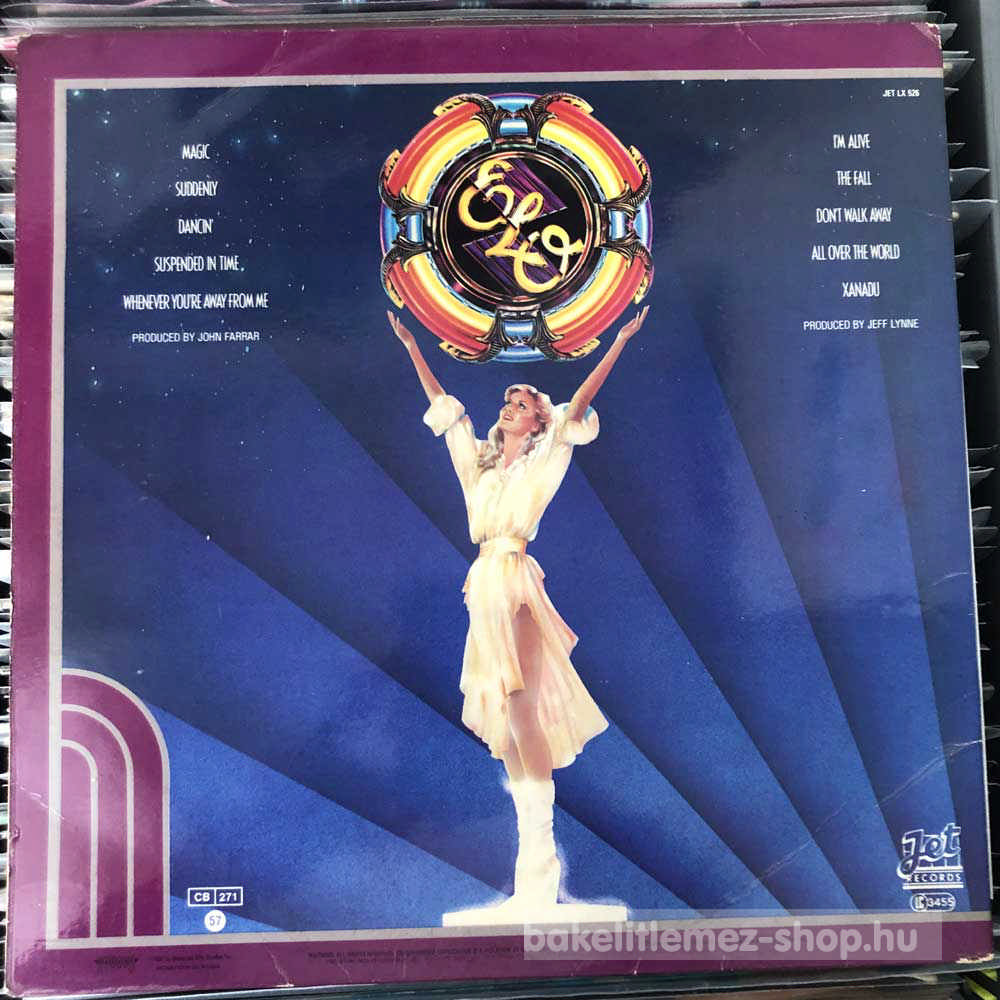 JET LX 526
MAGIC
SUDDENLY
DANCIN'
SUSPENDED IN TIME
WHENEVER YOU'RE AWAY FROM ME
PRODUCED BY JOHN FARRAR
ELO
I'M ALIVE
THE FALL
DON'T WALK AWAY
ALL OVER THE WORLD
XANADU
PRODUCED BY JEFF LYNNE
CB 271
57
Jet
RECORDS
3455
bakelitlemez-shop.hu